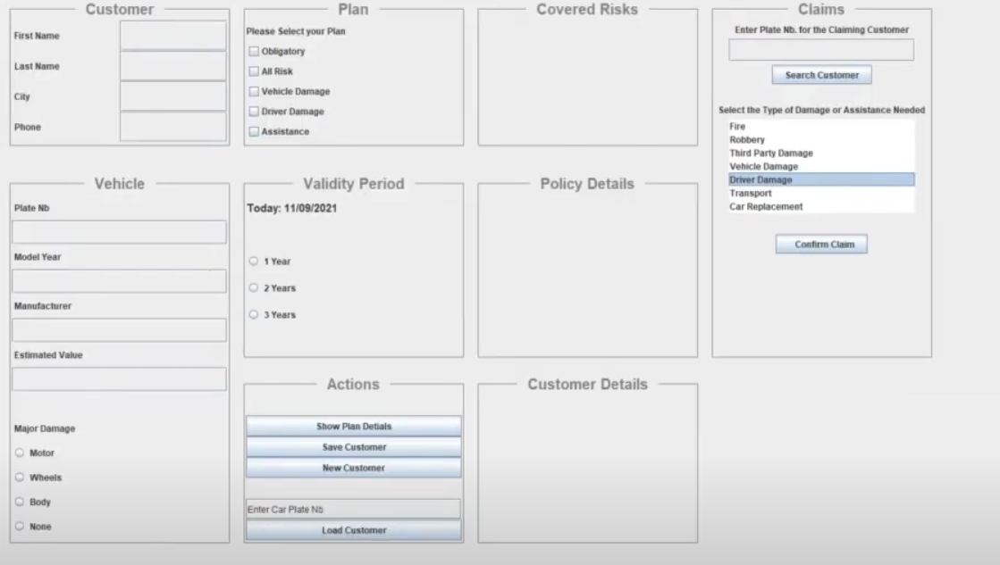 Customer
First Name
Last Name
City
Phone
Plan
Please Select your Plan
Obligatory
All Risk
Vehicle Damage
Driver Damage
Assistance
Covered Risks
Claims
Enter Plate Nb. for the Claiming Customer
Search Customer
Select the Type of Damage or Assistance Needed
Fire
Robbery
Third Party Damage
Vehicle Damage
Driver Damage
Transport
Car Replacement
Confirm Claim
Vehicle
Plate Nb
Model Year
Manufacturer
Estimated Value
Major Damage
Motor
Wheels
Body
None
Validity Period
Today: 11/09/2021
1 Year
2 Years
3 Years
Policy Details
Actions
Show Plan Detials
Save Customer
New Customer
Enter Car Plate Nb
Load Customer
Customer Details